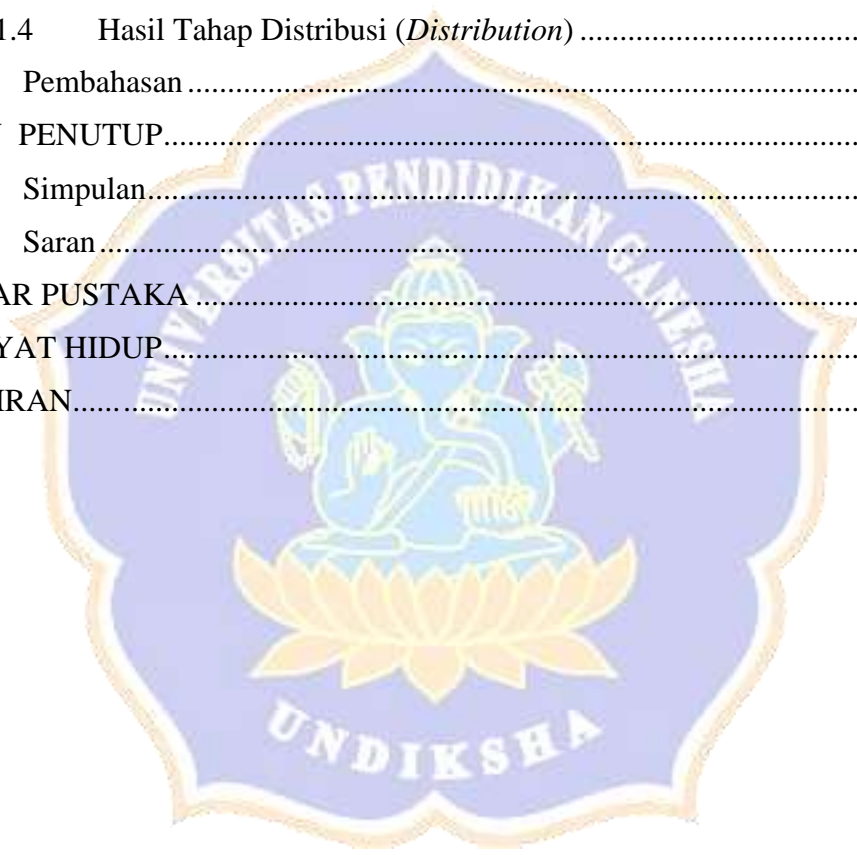 1.4 Hasil Tahap Distribusi (Distribution) ........................................
Pembahasan ........................................
PENUTUP........................................
Simpulan........................................
Saran ........................................
AR PUSTAKA ........................................
YAT HIDUP........................................
IRAN........................................
UNIVERSITAS PENDIDIKAN GANESHA
UNDIKSHA